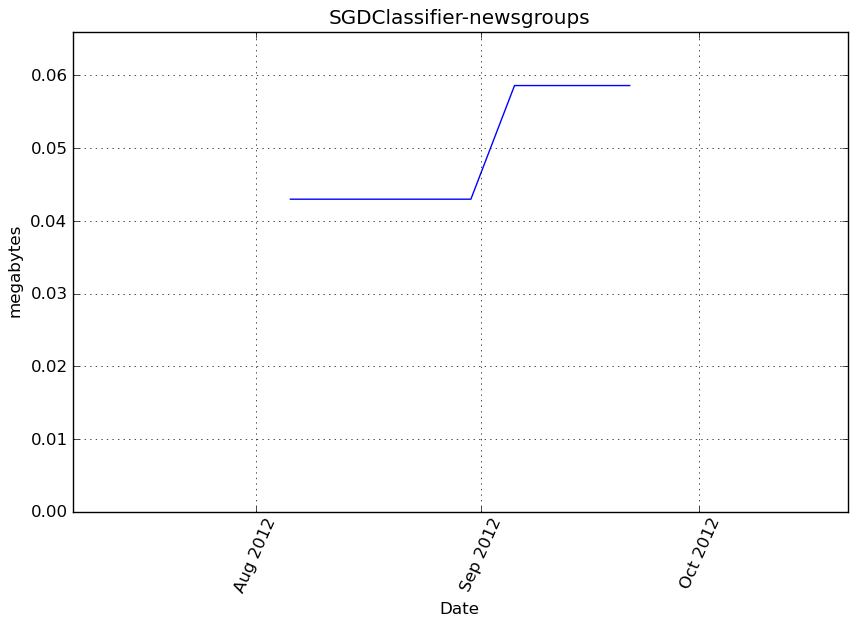 SGDClassifier-newsgroups
0.06
0.05
0.04
0.03
0.02
0.01
0.00
megabytes
Aug 2012
Sep 2012
Oct 2012
Date